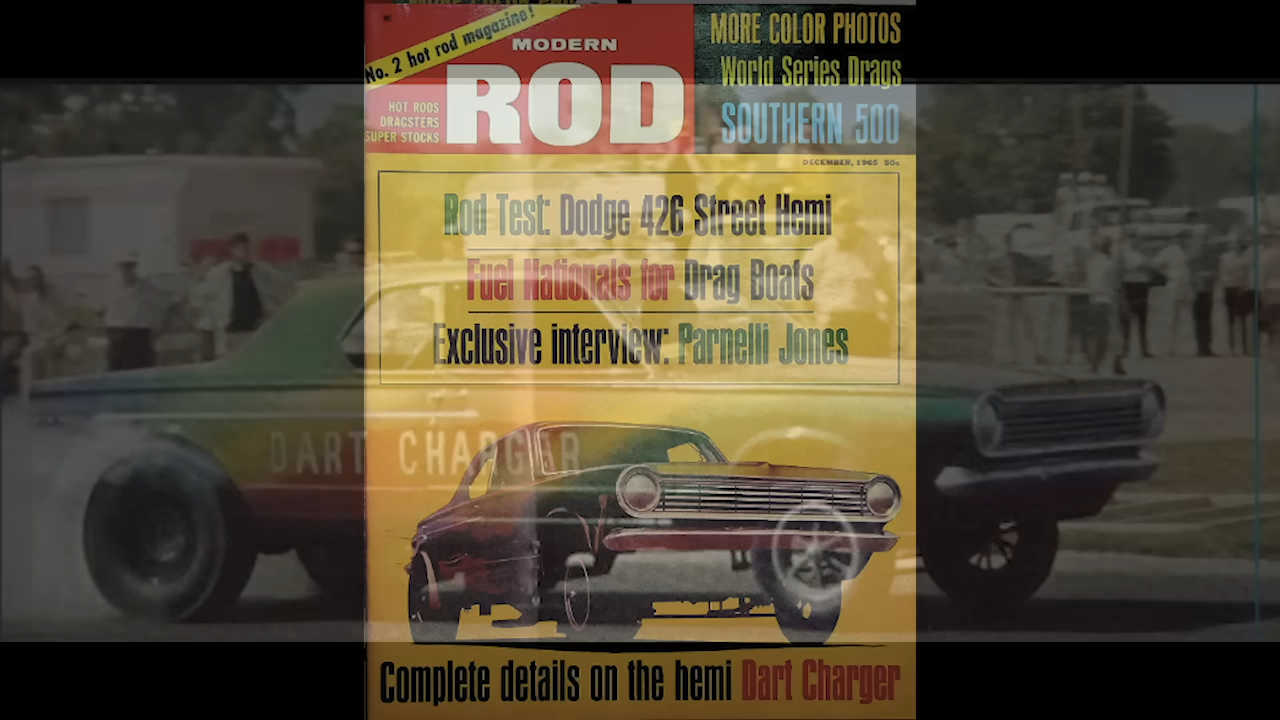 No. 2 hot rod magazine!
MODERN
ROD
HOT RODS
DRAGSTERS
SUPER STOCKS
MORE COLOR PHOTOS
World Series Drags
SOUTHERN 500
DECEMBER, 1965 50c
Rod Test: Dodge 426 Street Hemi
Fuel Nationals for Drag Boats
Exclusive interview: Parnelli Jones
DART CHARGER
Complete details on the hemi Dart Charger